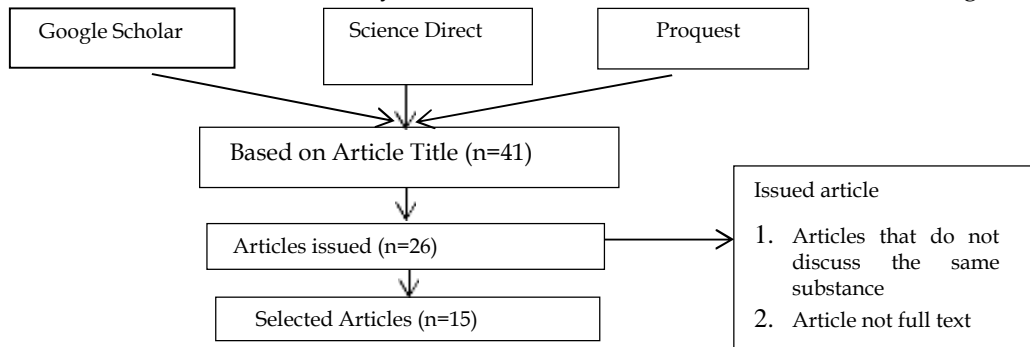 Google Scholar
Science Direct
Proquest
Based on Article Title (n=41)
Articles issued (n=26)
Selected Articles (n=15)
Issued article
1. Articles that do not
discuss the same
substance
2. Article not full text